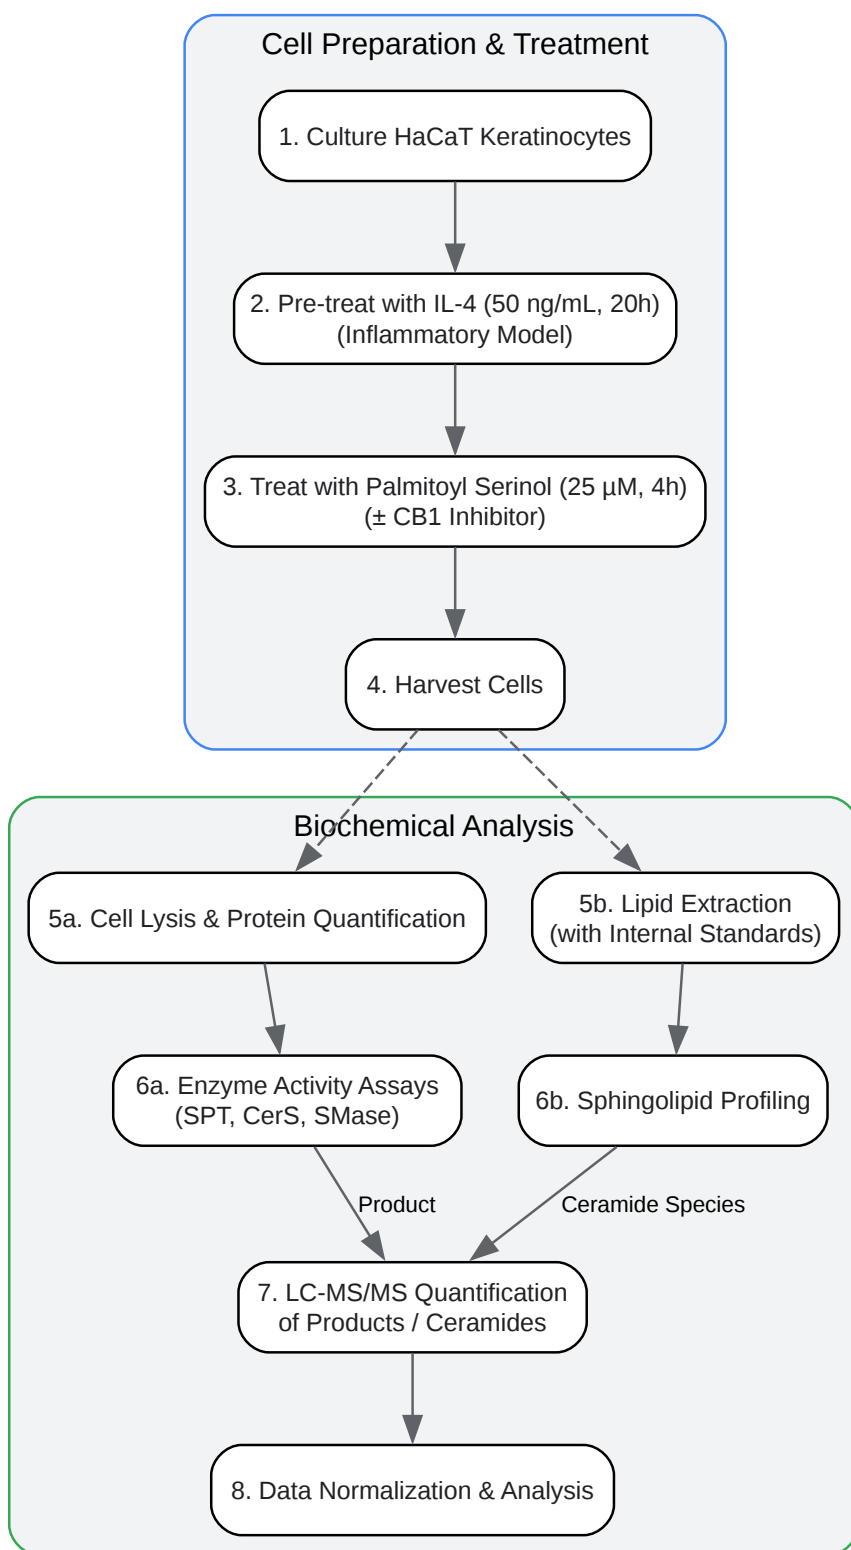 Cell Preparation & Treatment
1. Culture HaCaT Keratinocytes
2. Pre-treat with IL-4 (50 ng/mL, 20h)
(Inflammatory Model)
3. Treat with Palmitoyl Serinol (25 µM, 4h)
(± CB1 Inhibitor)
4. Harvest Cells
Biochemical Analysis
5a. Cell Lysis & Protein Quantification
5b. Lipid Extraction
(with Internal Standards)
6a. Enzyme Activity Assays
(SPT, CerS, SMase)
6b. Sphingolipid Profiling
Product
Ceramide Species
7. LC-MS/MS Quantification
of Products / Ceramides
8. Data Normalization & Analysis